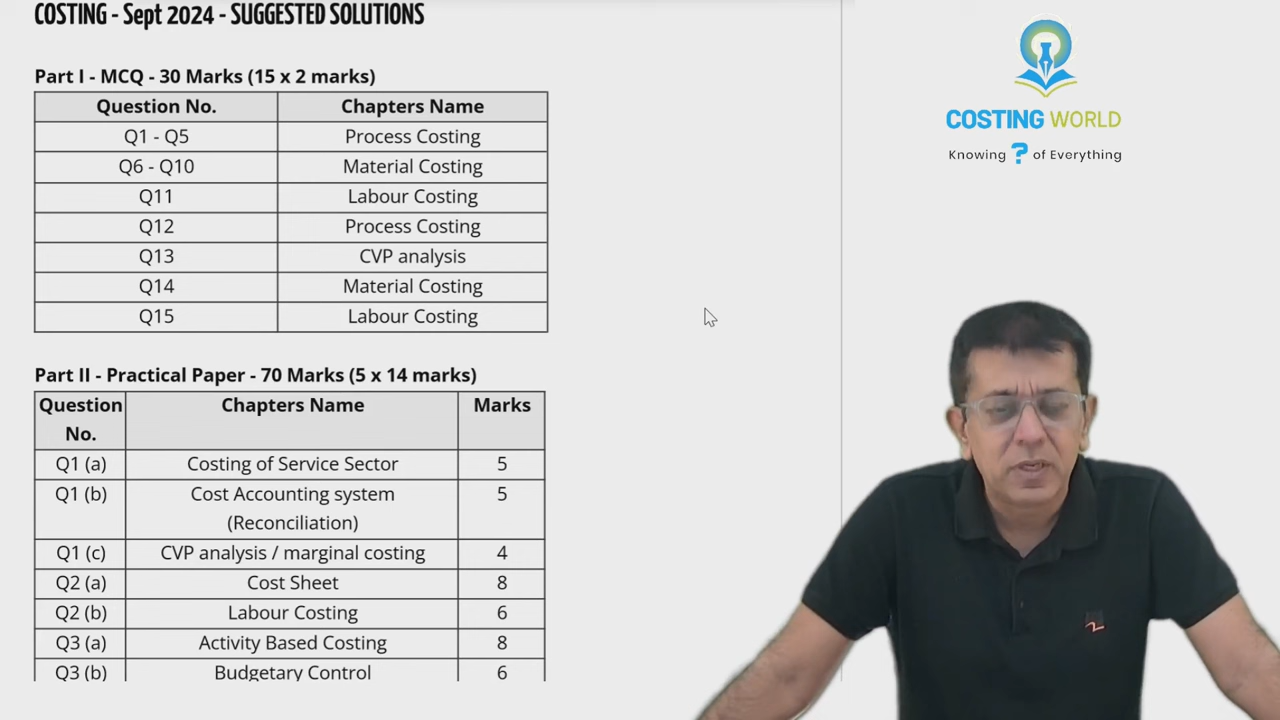 COSTING - Sept 2024 - SUGGESTED SOLUTIONS
Part I - MCQ - 30 Marks (15 x 2 marks)
Question No. Chapters Name
Q1 - Q5 Process Costing
Q6 - Q10 Material Costing
Q11 Labour Costing
Q12 Process Costing
Q13 CVP analysis
Q14 Material Costing
Q15 Labour Costing
Part II - Practical Paper - 70 Marks (5 x 14 marks)
Question No. Chapters Name Marks
Q1 (a) Costing of Service Sector 5
Q1 (b) Cost Accounting system (Reconciliation) 5
Q1 (c) CVP analysis / marginal costing 4
Q2 (a) Cost Sheet 8
Q2 (b) Labour Costing 6
Q3 (a) Activity Based Costing 8
Q3 (b) Budgetary Control 6
COSTING WORLD
Knowing ? of Everything